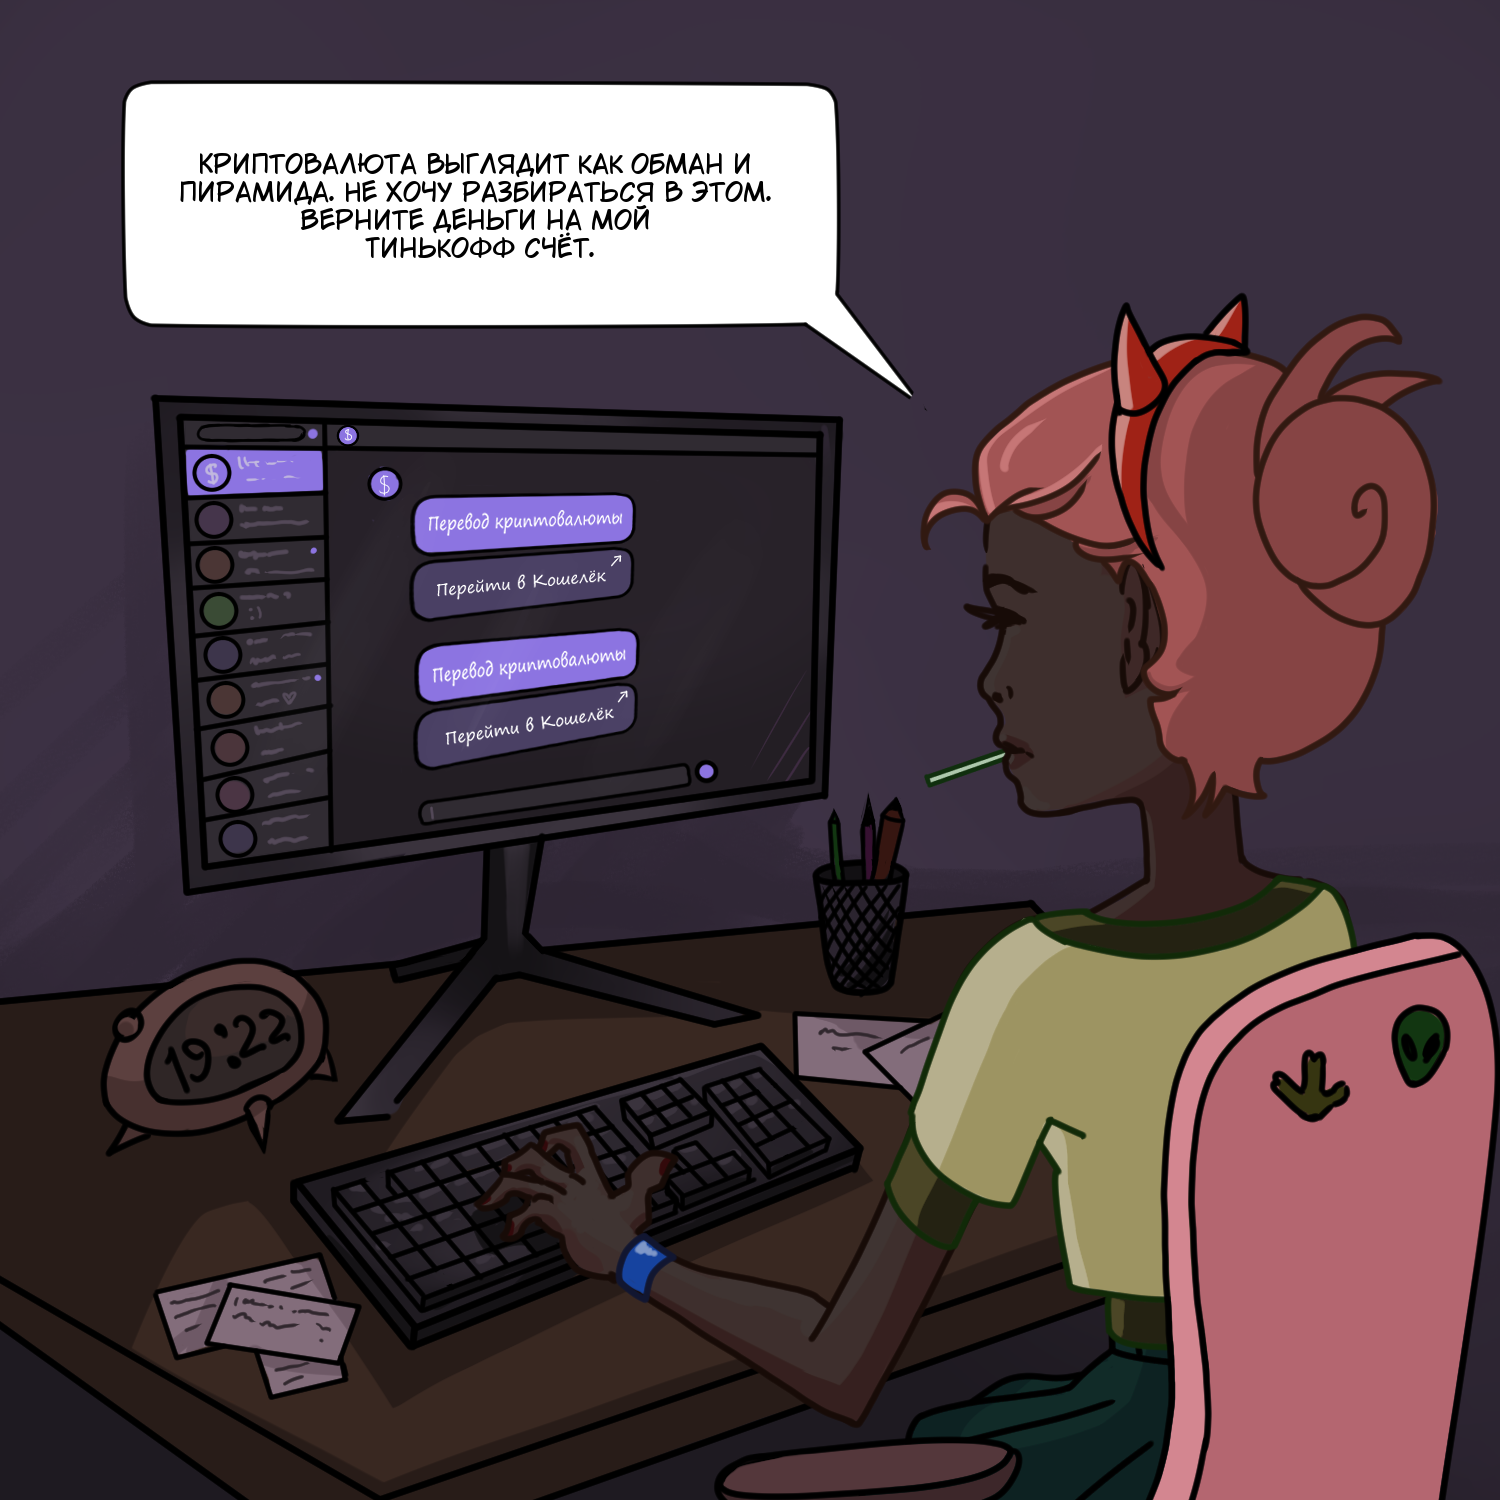 КРИПТОВАЛЮТА ВЫГЛЯДИТ КАК ОБМАН И
ПИРАМИДА. НЕ ХОЧУ РАЗБИРАТЬСЯ В ЭТОМ.
ВЕРНИТЕ ДЕНЬГИ НА МОЙ
ТИНЬКОФФ СЧЁТ.
$
$
$
:)
Перевод криптовалюты
Перейти в Кошелёк
Перевод криптовалюты
Перейти в Кошелёк
19:22